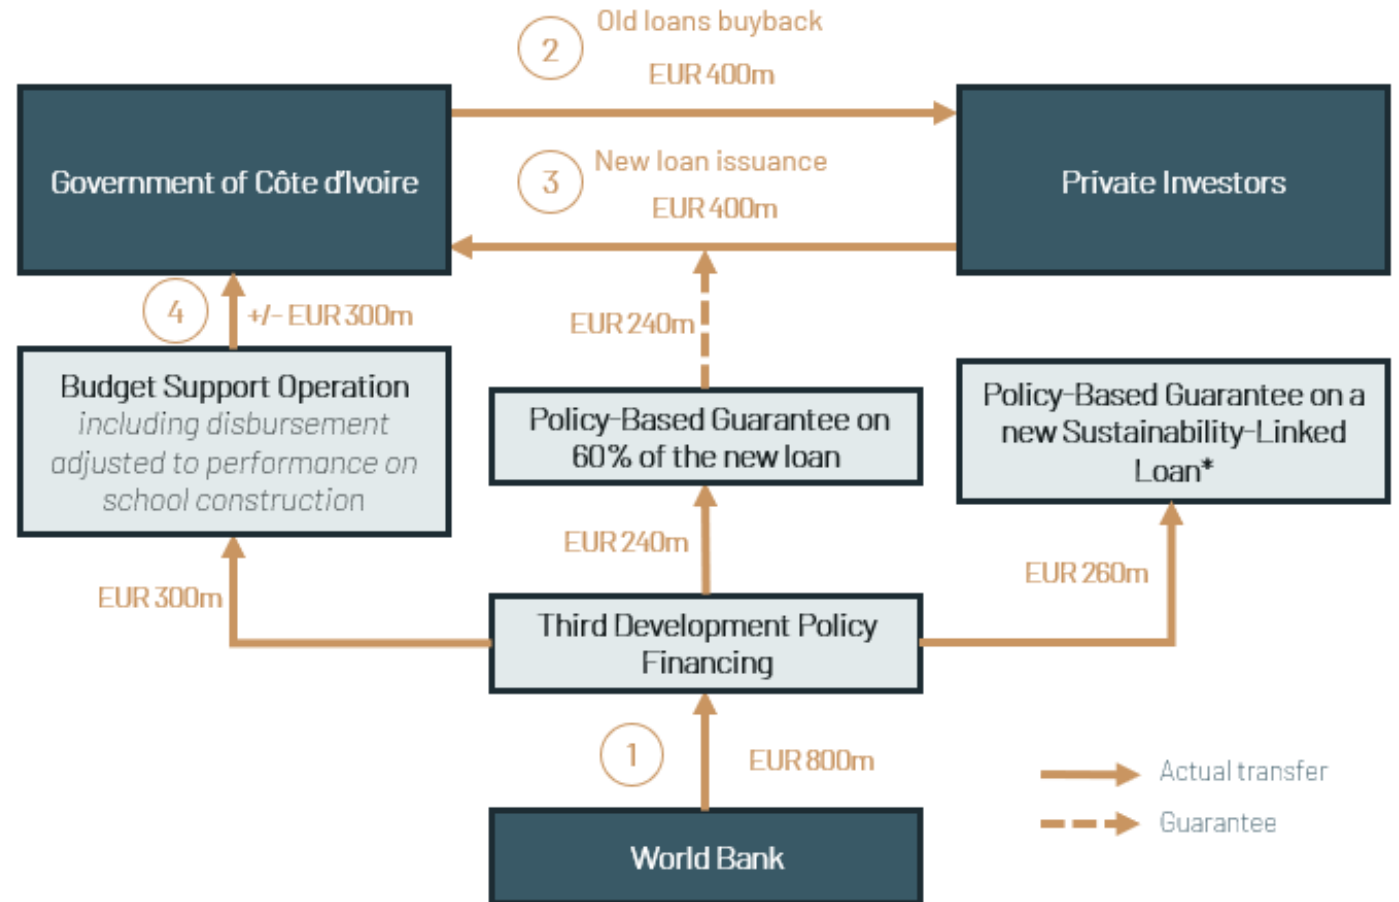 2
Old loans buyback
EUR 400m
Government of Côte d'Ivoire
Private Investors
3
New loan issuance
EUR 400m
4
+/- EUR 300m
EUR 240m
Budget Support Operation
including disbursement
adjusted to performance on
school construction
Policy-Based Guarantee on
60% of the new loan
Policy-Based Guarantee on a
new Sustainability-Linked
Loan*
EUR 300m
EUR 240m
EUR 260m
Third Development Policy
Financing
1
EUR 800m
World Bank
Actual transfer
Guarantee